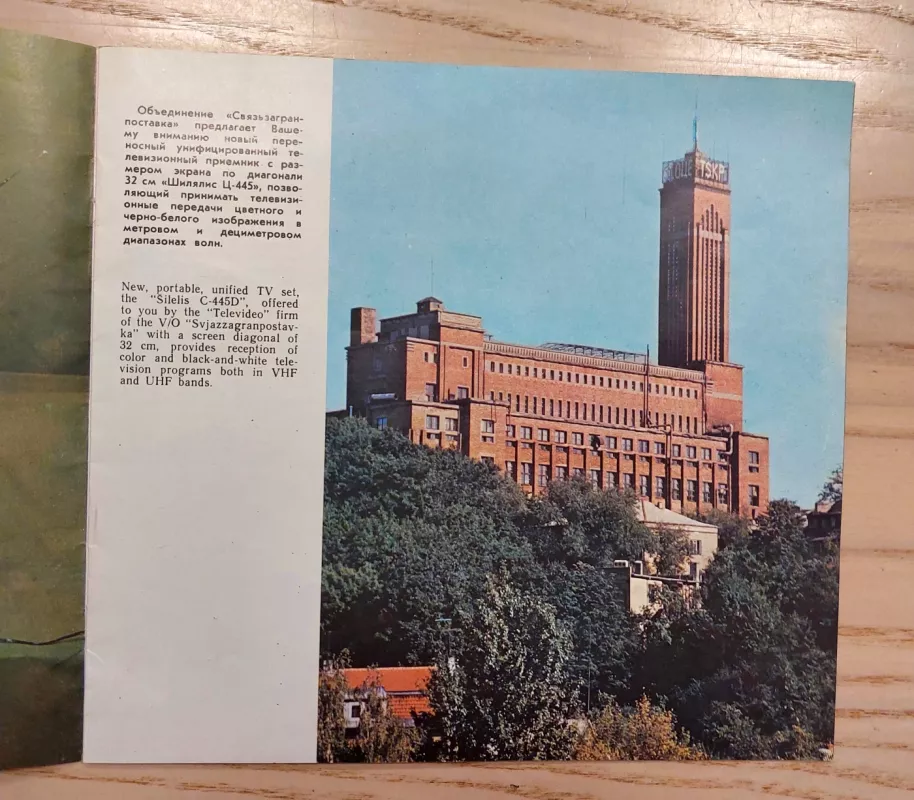 Объединение «Связьзагран-
поставка» предлагает Ваше-
му вниманию новый пере-
носный унифицированный те-
левизионный приемник с раз-
мером экрана по диагонали
32 см «Шилялис Ц-445», позво-
ляющий принимать телевизи-
онные передачи цветного и
черно-белого изображения в
метровом и дециметровом
диапазонах волн.
New, portable, unified TV set,
the "Šilelis C-445D", offered
to you by the "Televideo" firm
of the V/O "Svjazzagranpostav-
ka" with a screen diagonal of
32 cm, provides reception of
color and black-and-white tele-
vision programs both in VHF
and UHF bands.
TSKP